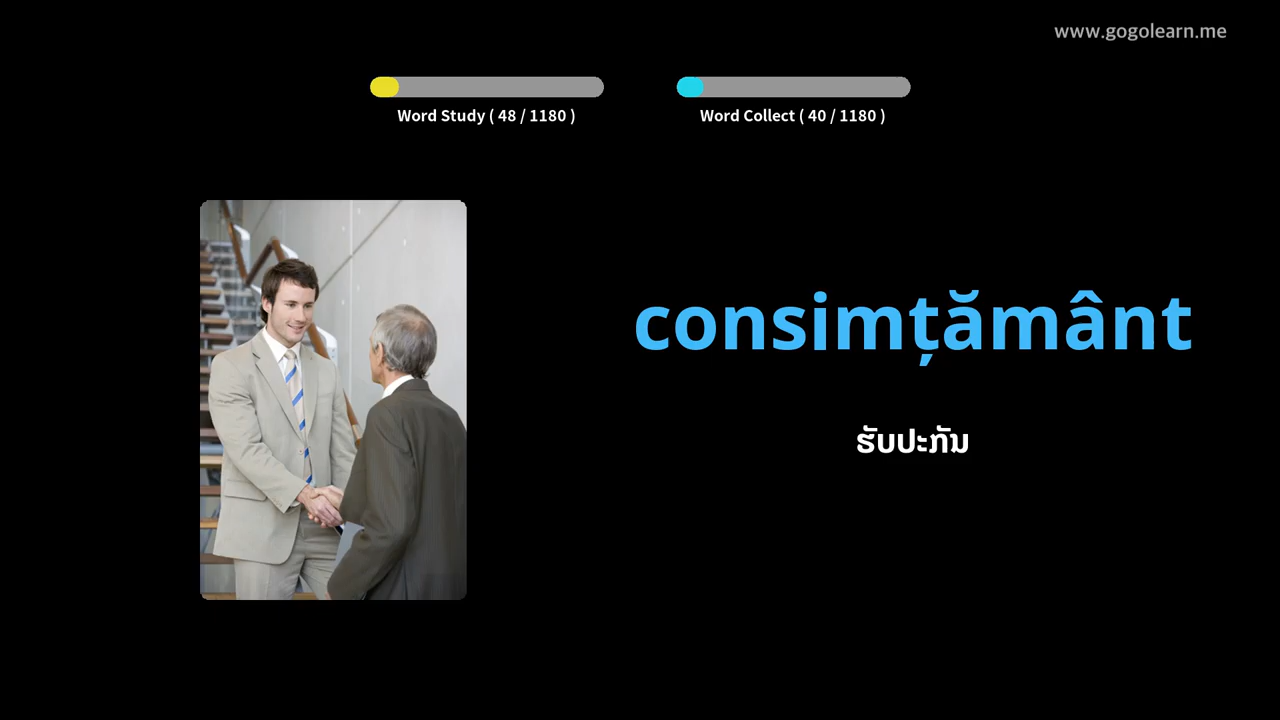 www.gogolearn.me
Word Study ( 48 / 1180 )
Word Collect ( 40 / 1180 )
consimțământ
ຮັບປະກັນ